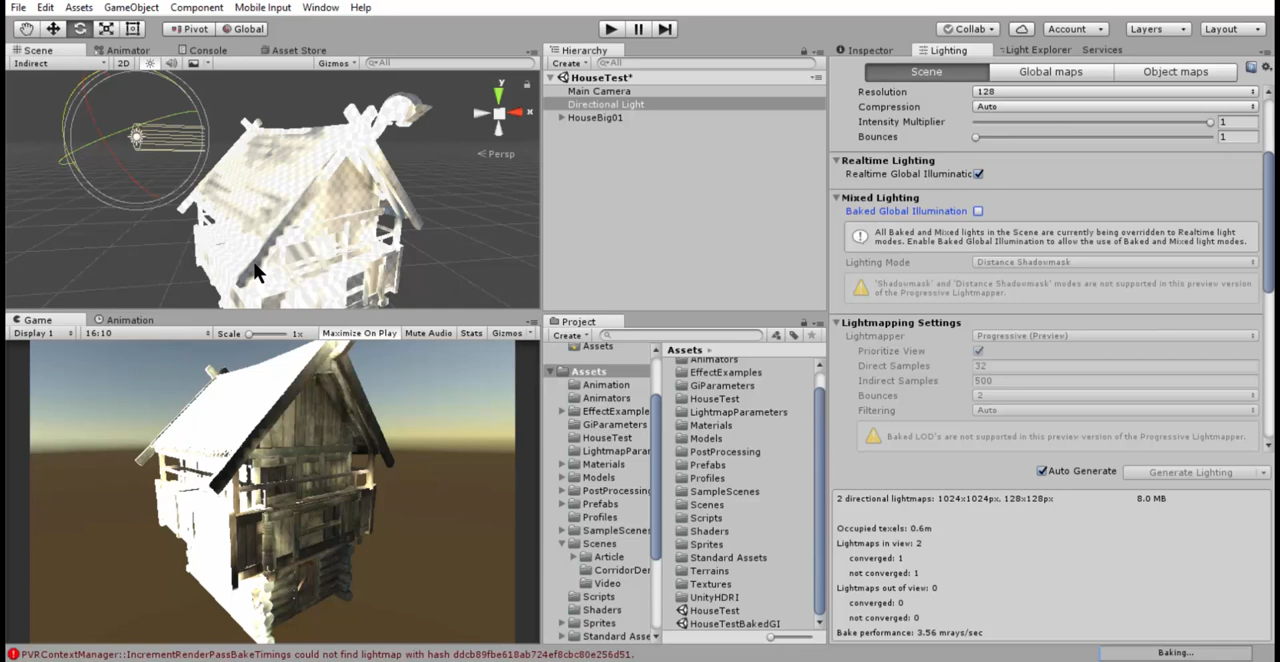 File Edit Assets GameObject Component Mobile Input Window Help
Pivot Global Collab Account Layers Layout
Scene Animator Console Asset Store
Indirect 2D Gizmos All
y
x
Persp
Game Animation
Display 1 16:10 Scale 1x Maximize On Play Mute Audio Stats Gizmos
Hierarchy
Create All
HouseTest*
Main Camera
Directional Light
HouseBig01
Project
Create
Assets
Assets
Animation
Animators
EffectExample
GiParameters
HouseTest
LightmapParar
Materials
Models
PostProcessing
Prefabs
Profiles
SampleScenes
Scenes
Article
CorridorDer
Video
Scripts
Shaders
Sprites
Standard Asse
Assets
Animators
EffectExamples
GiParameters
HouseTest
LightmapParameters
Materials
Models
PostProcessing
Prefabs
Profiles
SampleScenes
Scenes
Scripts
Shaders
Sprites
Standard Assets
Terrains
Textures
UnityHDRI
HouseTest
HouseTestBakedGI
Inspector Lighting Light Explorer Services
Scene Global maps Object maps
Resolution 128
Compression Auto
Intensity Multiplier 1
Bounces 1
Realtime Lighting
Realtime Global Illuminatic
Mixed Lighting
Baked Global Illumination
All Baked and Mixed lights in the Scene are currently being overridden to Realtime light
modes. Enable Baked Global Illumination to allow the use of Baked and Mixed light modes.
Lighting Mode Distance Shadowmask
'Shadowmask' and 'Distance Shadowmask' modes are not supported in this preview version
of the Progressive Lightmapper.
Lightmapping Settings
Lightmapper Progressive (Preview)
Prioritize View
Direct Samples 32
Indirect Samples 500
Bounces 2
Filtering Auto
Baked LOD's are not supported in this preview version of the Progressive Lightmapper.
Auto Generate Generate Lighting
2 directional lightmaps: 1024x1024px, 128x128px 8.0 MB
Occupied texels: 0.6m
Lightmaps in view: 2
converged: 1
not converged: 1
Lightmaps out of view: 0
converged: 0
not converged: 0
Bake performance: 3.56 mrays/sec
PVRContextManager::IncrementRenderPassBakeTimings could not find lightmap with hash ddcb89fbe618ab724ef8cbc80e256d51.
Baking...